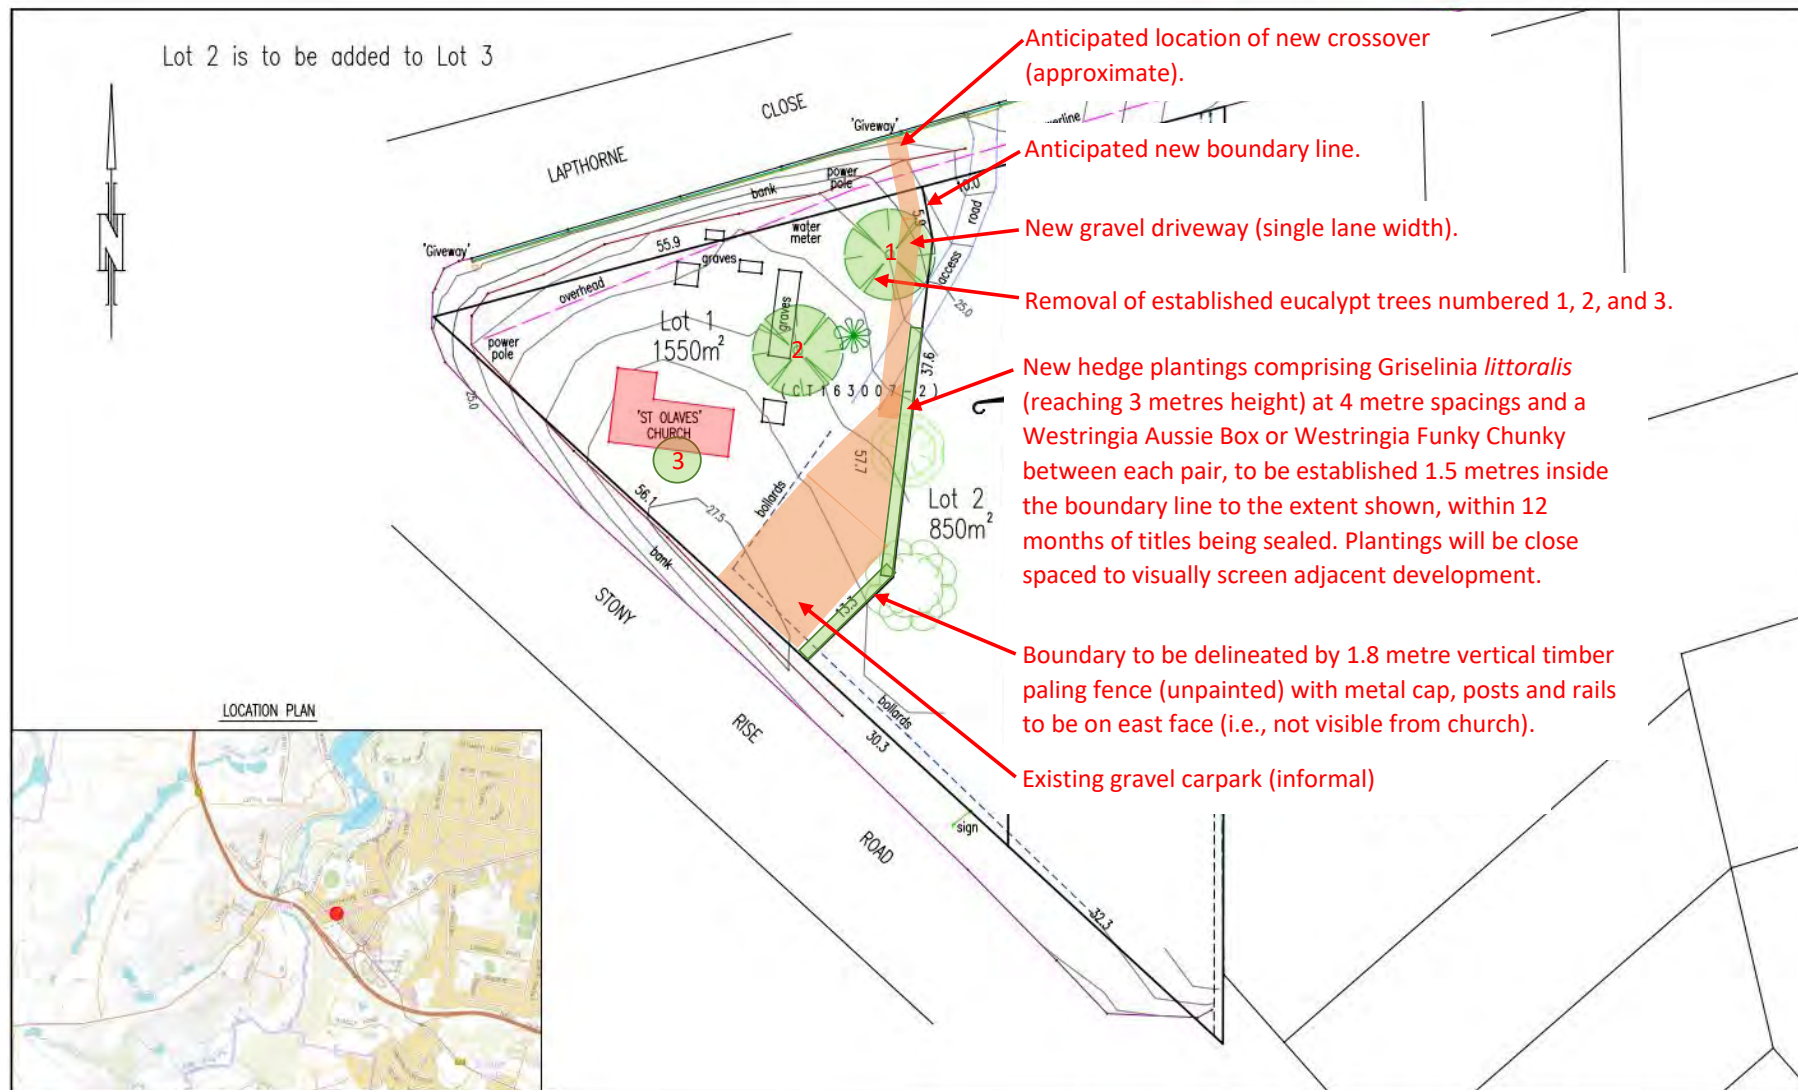 Lot 2 is to be added to Lot 3
N
Anticipated location of new crossover
(approximate).
CLOSE
LAPTHORNE
'Giveway'
Anticipated new boundary line.
power
pole
bank
10.0
5.9
road
water
meter
New gravel driveway (single lane width).
'Giveway'
55.9
graves
1
access
overhead
Removal of established eucalypt trees numbered 1, 2, and 3.
25.0
graves
Lot 1
1550m²
power
pole
2
37.6
New hedge plantings comprising Griselinia littoralis
(reaching 3 metres height) at 4 metre spacings and a
Westringia Aussie Box or Westringia Funky Chunky
between each pair, to be established 1.5 metres inside
the boundary line to the extent shown, within 12
months of titles being sealed. Plantings will be close
spaced to visually screen adjacent development.
(CT163007-2)
25.0
'ST OLAVES'
CHURCH
3
57.7
56.1
bollards
27.5
Lot 2
850m²
bank
STONY
13.3
Boundary to be delineated by 1.8 metre vertical timber
paling fence (unpainted) with metal cap, posts and rails
to be on east face (i.e., not visible from church).
bollards
RISE
30.3
Existing gravel carpark (informal)
LOCATION PLAN
sign
ROAD
32.3